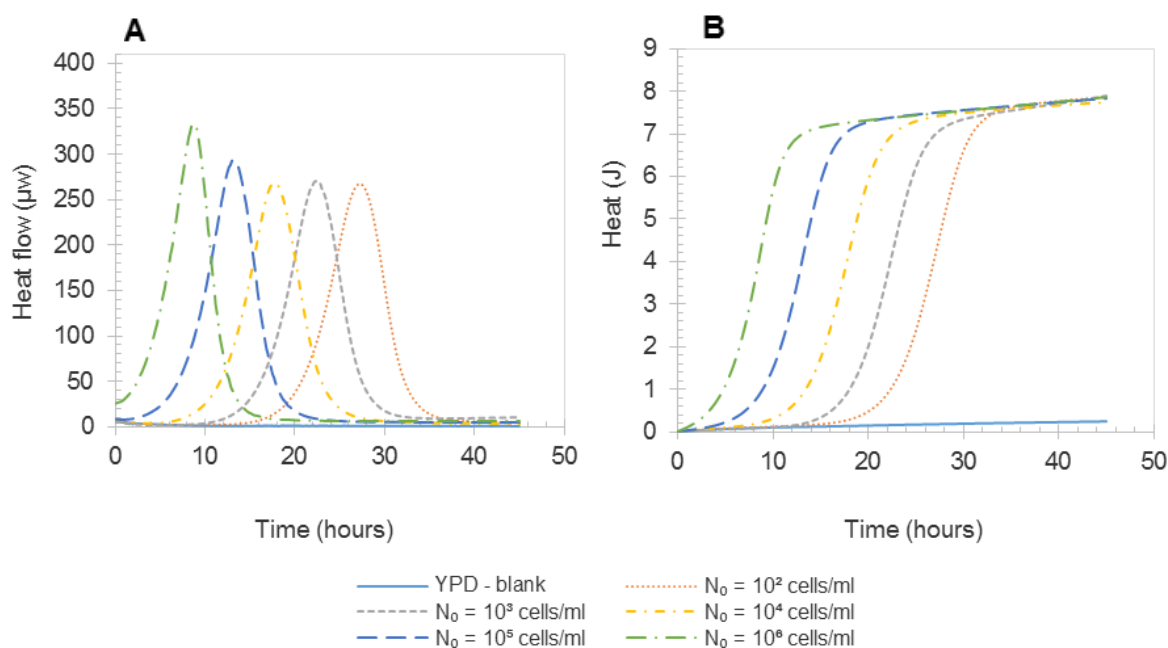 A
B
400
350
300
250
200
150
100
50
0
Heat flow (µw)
0 10 20 30 40 50
Time (hours)
9
8
7
6
5
4
3
2
1
0
Heat (J)
0 10 20 30 40 50
Time (hours)
YPD - blank
N₀ = 10² cells/ml
N₀ = 10³ cells/ml
N₀ = 10⁴ cells/ml
N₀ = 10⁵ cells/ml
N₀ = 10⁶ cells/ml